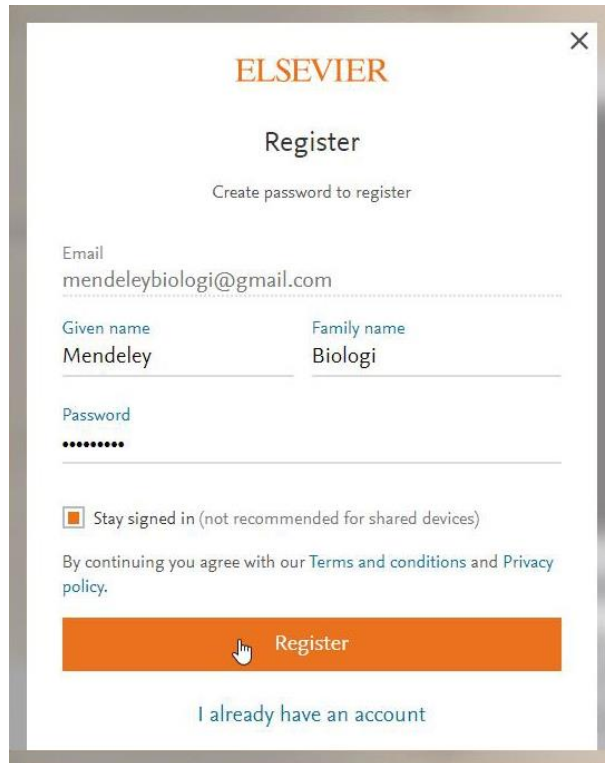 ELSEVIER
Register
Create password to register
Email
mendeleybiologi@gmail.com
Given name Family name
Mendeley Biologi
Password
•••••••••
Stay signed in (not recommended for shared devices)
By continuing you agree with our Terms and conditions and Privacy
policy.
Register
I already have an account